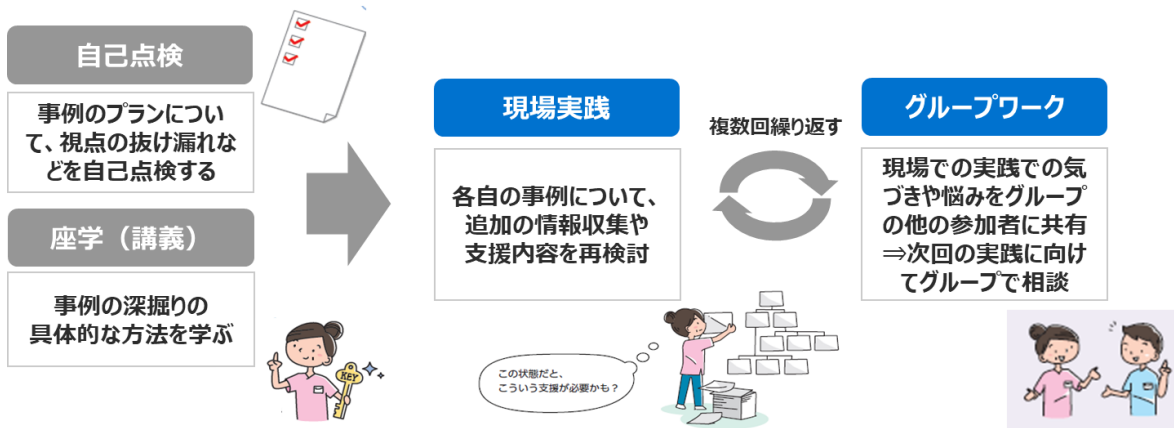 自己点検
事例のプランについ
て、視点の抜け漏れな
どを自己点検する
座学（講義）
事例の深掘りの
具体的な方法を学ぶ
KEY
現場実践
各自の事例について、
追加の情報収集や
支援内容を再検討
この状態だと、
こういう支援が必要かも？
複数回繰り返す
グループワーク
現場での実践での気
づきや悩みをグループ
の他の参加者に共有
⇒次回の実践に向け
てグループで相談